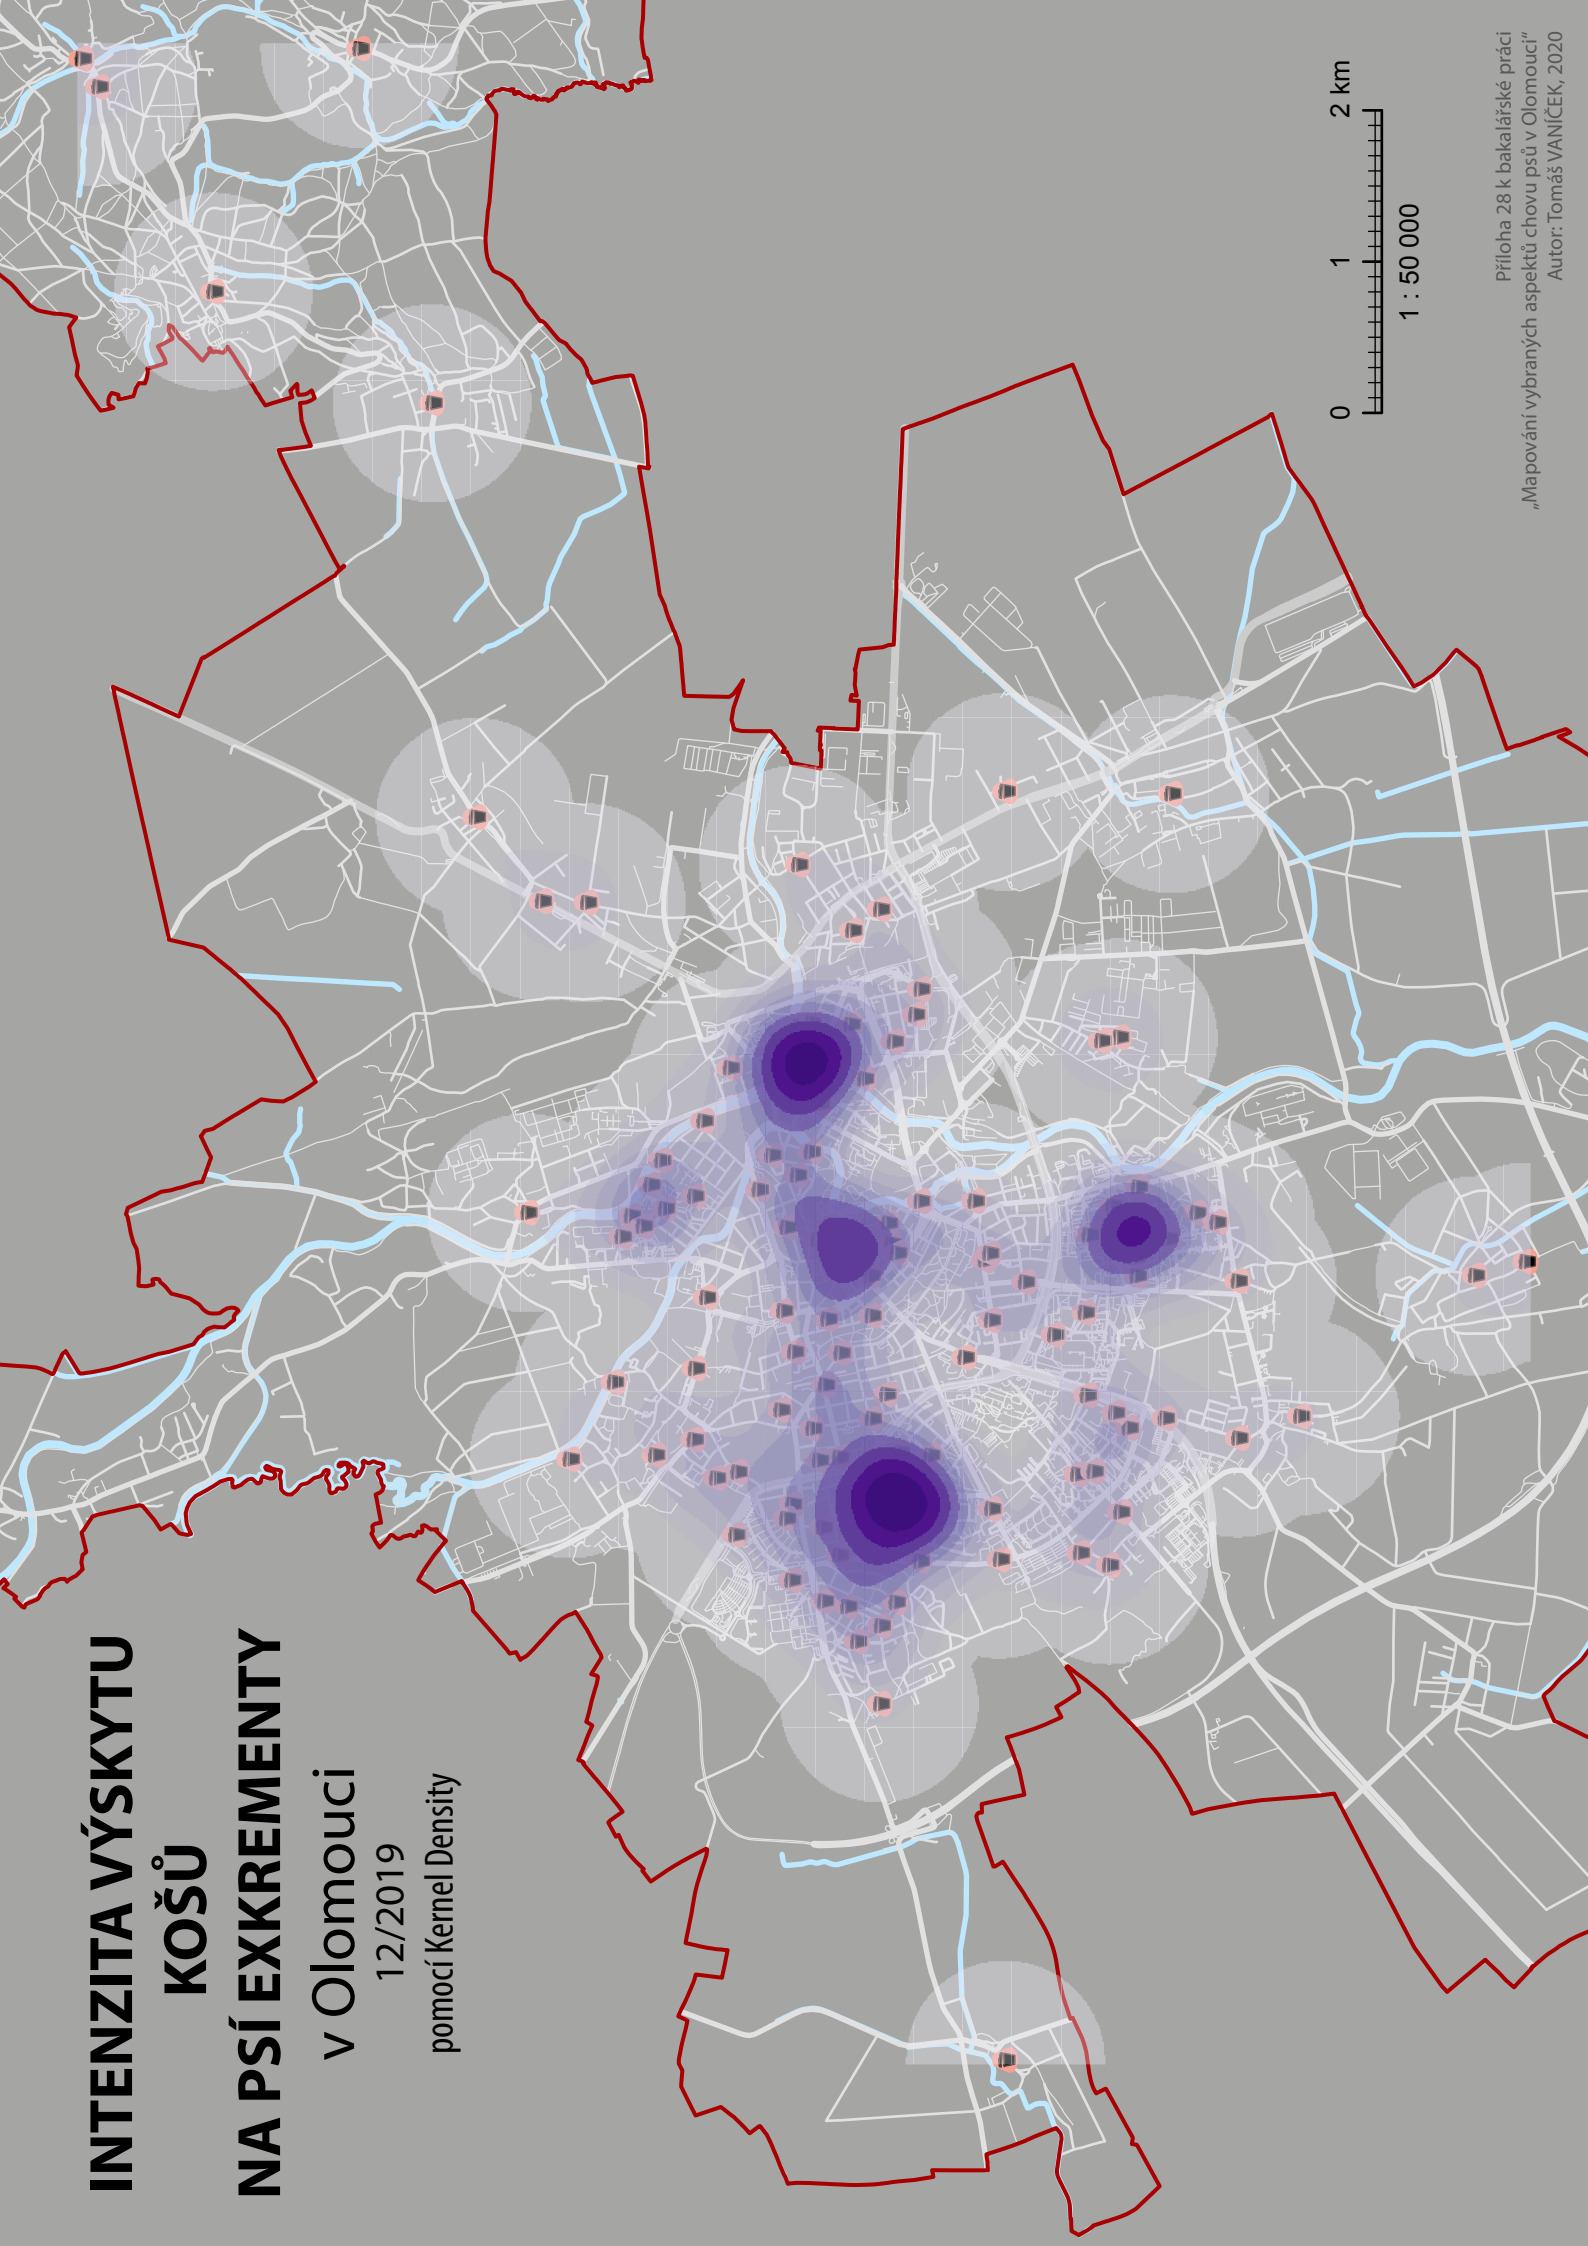 INTENZITA VÝSKYTU
KOŠŮ
NA PSÍ EXKREMENTY
v Olomouci
12/2019
pomocí Kernel Density
0 1 2 km
1 : 50 000
Příloha 28 k bakalářské práci
„Mapování vybraných aspektů chovu psů v Olomouci“
Autor: Tomáš VANÍČEK, 2020